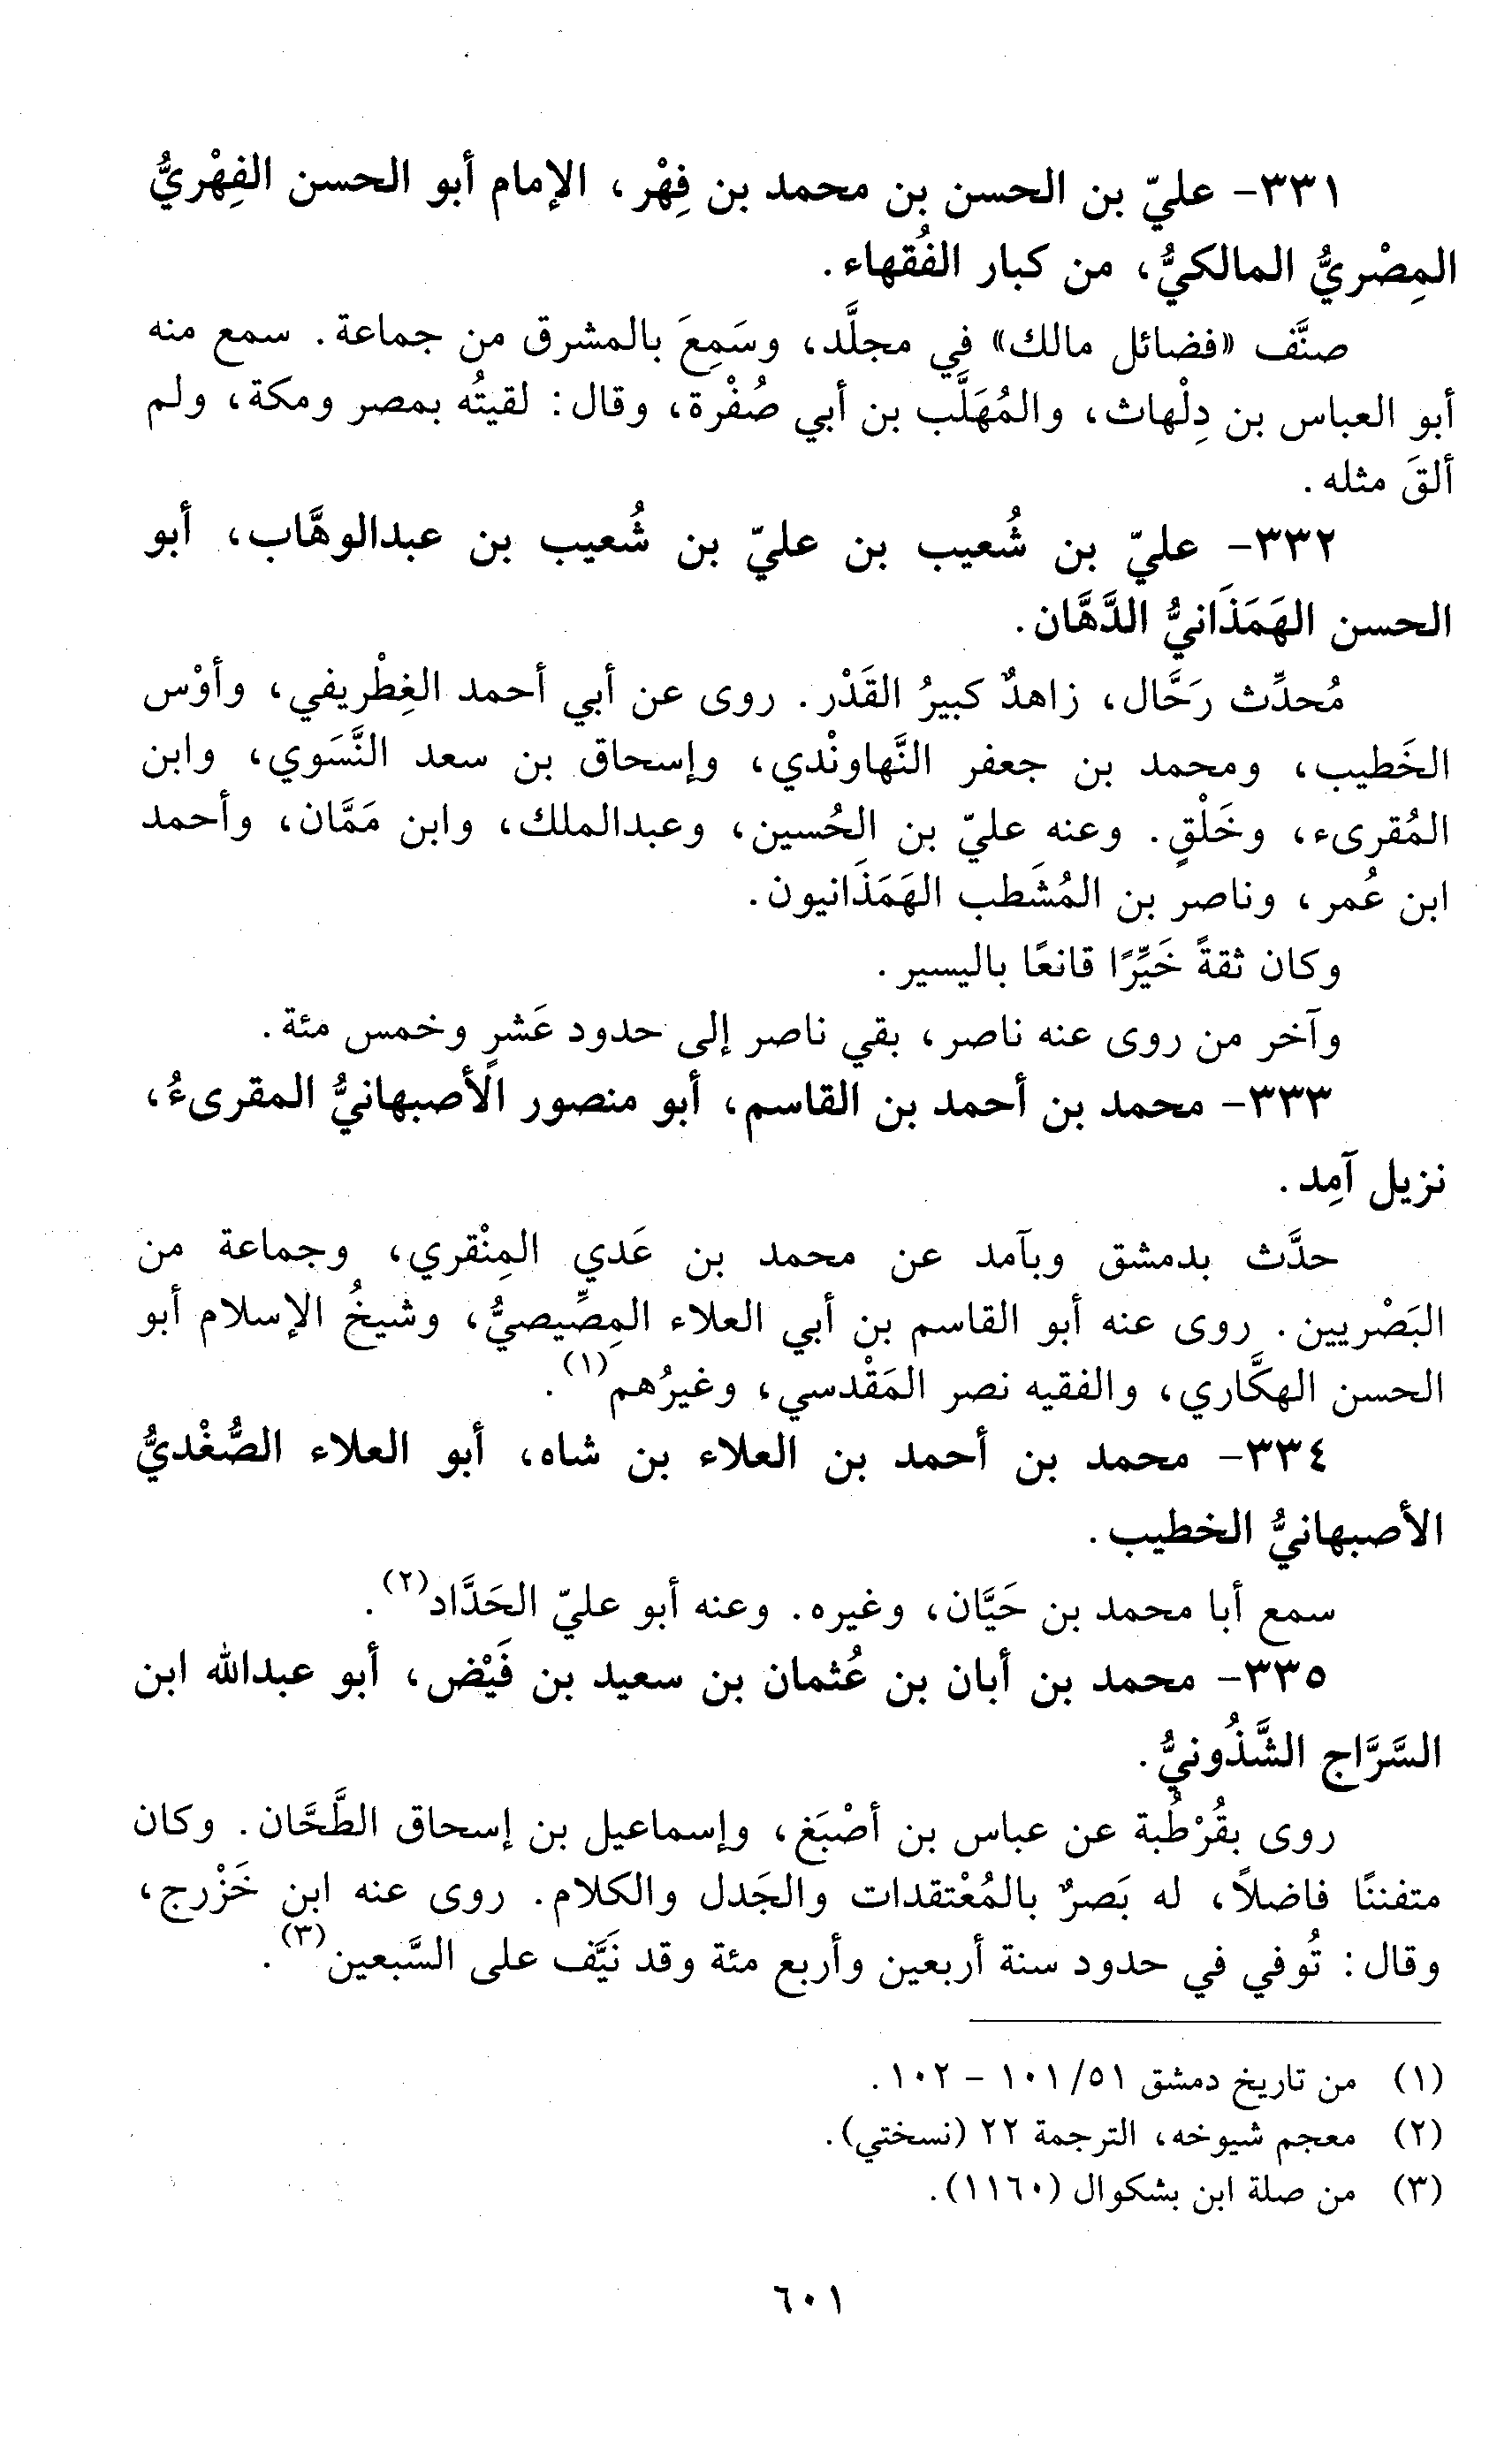 ٣٣١- عليّ بن الحسن بن محمد بن فِهْر، الإمام أبو الحسن الفِهْريُّ
المِصْريُّ المالكيُّ، من كبار الفُقهاء.
صنَّف «فضائل مالك» في مجلَّد، وسَمِعَ بالمشرق من جماعة. سمع منه
أبو العباس بن دِلْهاث، والمُهَلَّب بن أبي صُفْرة، وقال: لقيتُه بمصر ومكة، ولم
ألقَ مثله.
٣٣٢- عليّ بن شُعيب بن عليّ بن شُعيب بن عبدالوهَّاب، أبو
الحسن الهَمَذَانيُّ الدَّهَّان.
مُحدِّث رَحَّال، زاهدٌ كبيرُ القَدْر. روى عن أبي أحمد الغِطْريفي، وأوْس
الخَطيب، ومحمد بن جعفر النَّهاونْدي، وإسحاق بن سعد النَّسَوي، وابن
المُقرىء، وخَلْقٍ. وعنه عليّ بن الحُسين، وعبدالملك، وابن مَمَّان، وأحمد
ابن عُمر، وناصر بن المُشَطب الهَمَذَانيون.
وكان ثقةً خَيِّرًا قانعًا باليسير.
وآخر من روى عنه ناصر، بقي ناصر إلى حدود عَشرٍ وخمس مئة.
٣٣٣- محمد بن أحمد بن القاسم، أبو منصور الأصبهانيُّ المقرىءُ،
نزيل آمِد.
حدَّث بدمشق وبآمد عن محمد بن عَدي المِنْقري، وجماعة من
البَصْريين. روى عنه أبو القاسم بن أبي العلاء المِصِّيصيُّ، وشيخُ الإسلام أبو
الحسن الهكَّاري، والفقيه نصر المَقْدسي، وغيرُهم(١).
٣٣٤- محمد بن أحمد بن العلاء بن شاه، أبو العلاء الصُّغْديُّ
الأصبهانيُّ الخطيب.
سمع أبا محمد بن حَيَّان، وغيره. وعنه أبو عليّ الحَدَّاد(٢).
٣٣٥- محمد بن أبان بن عُثمان بن سعيد بن فَيْض، أبو عبدالله ابن
السَّرَّاج الشَّذُونيُّ.
روى بقُرْطُبة عن عباس بن أصْبَغ، وإسماعيل بن إسحاق الطَّحَّان. وكان
متفننًا فاضلاً، له بَصرٌ بالمُعْتقدات والجَدل والكلام. روى عنه ابن خَزْرج،
وقال: تُوفي في حدود سنة أربعين وأربع مئة وقد نَيَّف على السَّبعين(٣).
(١) من تاريخ دمشق ٥١/ ١٠١ – ١٠٢.
(٢) معجم شيوخه، الترجمة ٢٢ (نسختي).
(٣) من صلة ابن بشكوال (١١٦٠).
٦٠١